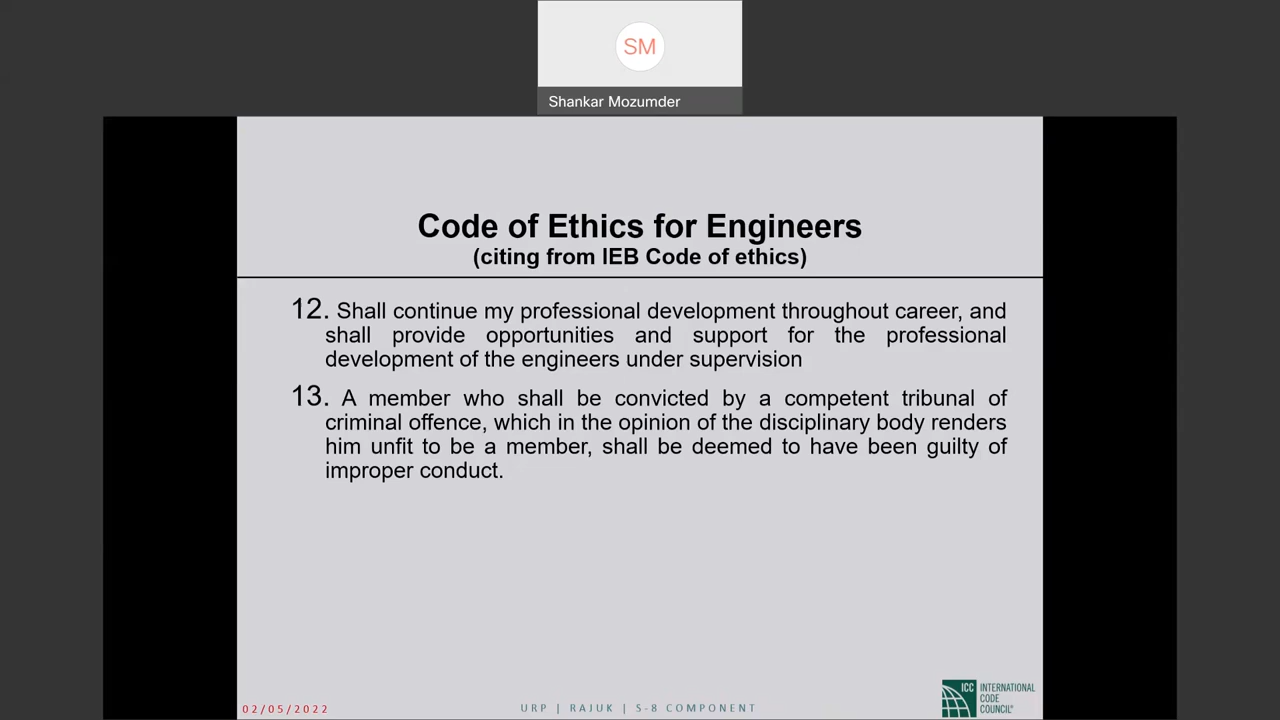 SM
Shankar Mozumder
Code of Ethics for Engineers
(citing from IEB Code of ethics)
12. Shall continue my professional development throughout career, and
shall provide opportunities and support for the professional
development of the engineers under supervision
13. A member who shall be convicted by a competent tribunal of
criminal offence, which in the opinion of the disciplinary body renders
him unfit to be a member, shall be deemed to have been guilty of
improper conduct.
02/05/2022
URP | RAJUK | S-8 COMPONENT
ICC
INTERNATIONAL
CODE
COUNCIL®